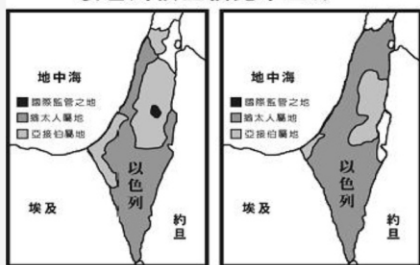 地中海
國際監管之地
猶太人屬地
亞拉伯屬地
以色列
埃及
約旦
地中海
國際監管之地
猶太人屬地
亞拉伯屬地
以色列
埃及
約旦